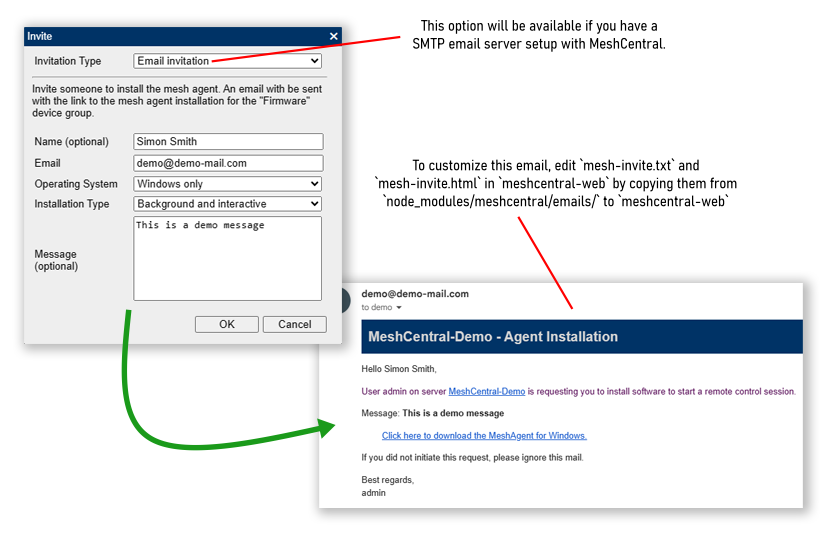 This option will be available if you have a
SMTP email server setup with MeshCentral.
Invite
Invitation Type Email invitation
Invite someone to install the mesh agent. An email with be sent
with the link to the mesh agent installation for the "Firmware"
device group.
Name (optional) Simon Smith
Email demo@demo-mail.com
Operating System Windows only
Installation Type Background and interactive
Message
(optional)
This is a demo message
OK Cancel
To customize this email, edit `mesh-invite.txt` and
`mesh-invite.html` in `meshcentral-web` by copying them from
`node_modules/meshcentral/emails/` to `meshcentral-web`
demo@demo-mail.com
to demo
MeshCentral-Demo - Agent Installation
Hello Simon Smith,
User admin on server MeshCentral-Demo is requesting you to install software to start a remote control session.
Message: This is a demo message
Click here to download the MeshAgent for Windows.
If you did not initiate this request, please ignore this mail.
Best regards,
admin